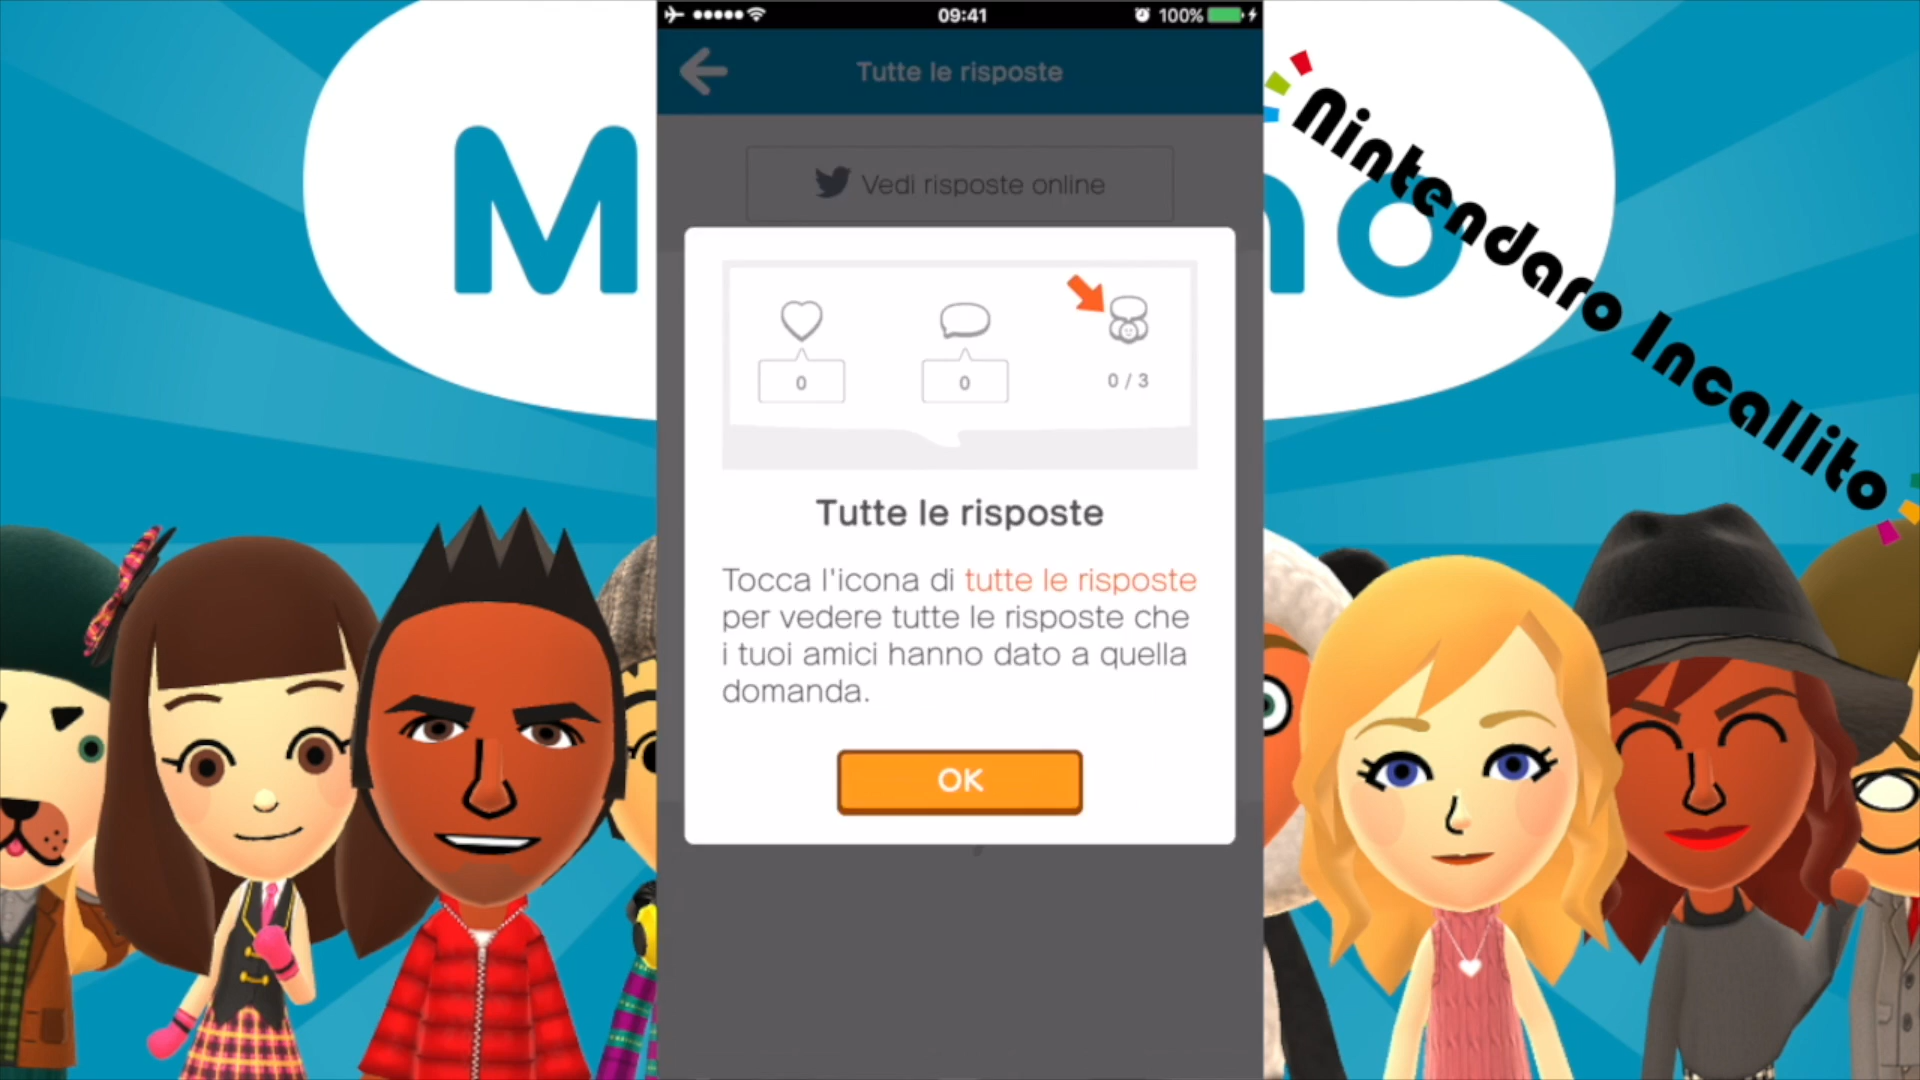 09:41
100%
Tutte le risposte
Vedi risposte online
M
no
Nintendaro Incallito
0
0
0 / 3
Tutte le risposte
Tocca l'icona di tutte le risposte
per vedere tutte le risposte che
i tuoi amici hanno dato a quella
domanda.
OK